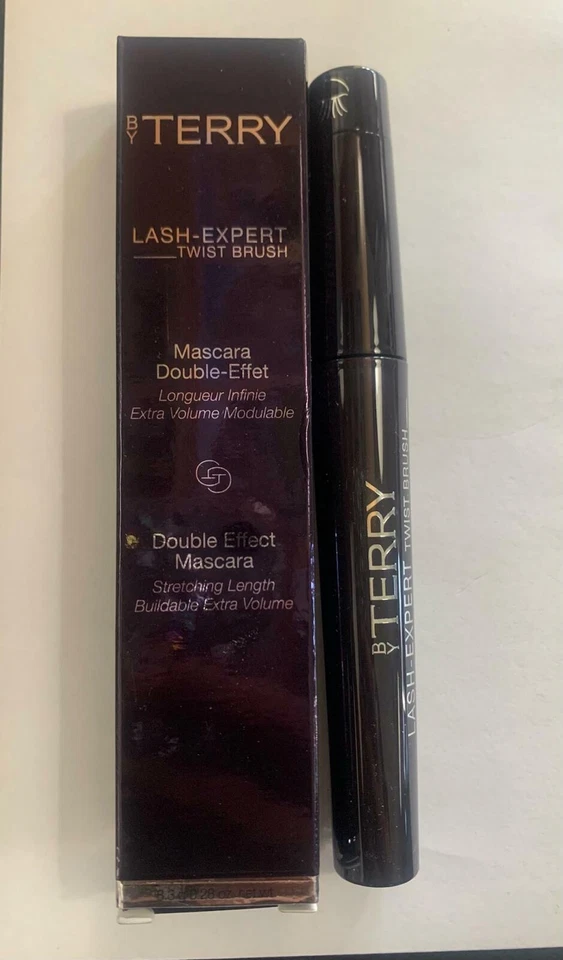 BY TERRY
LASH-EXPERT
TWIST BRUSH
Mascara
Double-Effet
Longueur Infinie
Extra Volume Modulable
Double Effect
Mascara
Stretching Length
Buildable Extra Volume
BY TERRY
LASH-EXPERT TWIST BRUSH